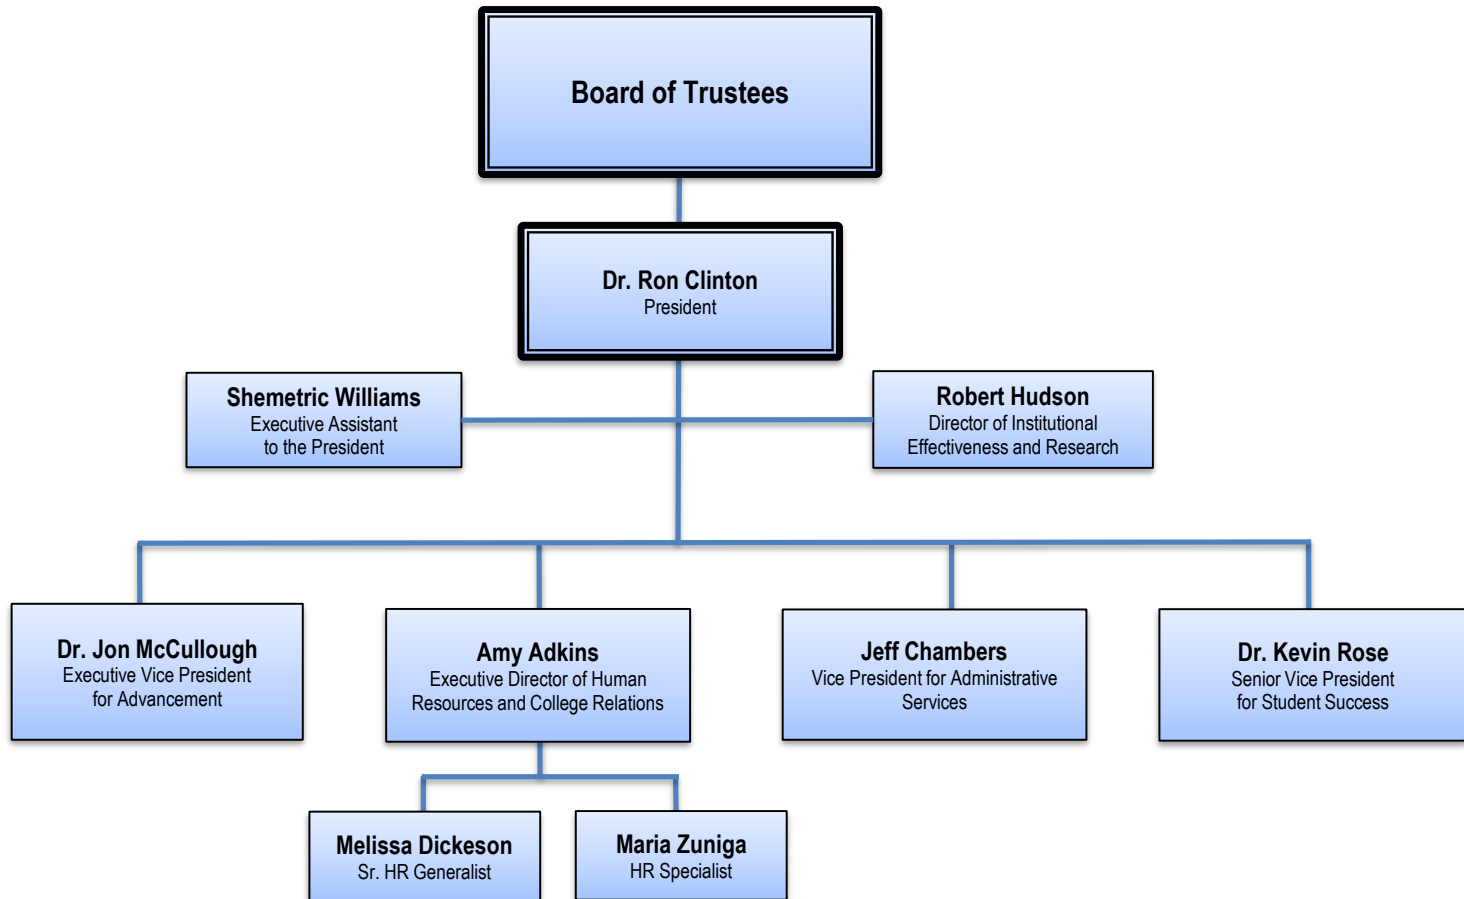 Board of Trustees
Dr. Ron Clinton
President
Shemetric Williams
Executive Assistant
to the President
Robert Hudson
Director of Institutional
Effectiveness and Research
Dr. Jon McCullough
Executive Vice President
for Advancement
Amy Adkins
Executive Director of Human
Resources and College Relations
Jeff Chambers
Vice President for Administrative
Services
Dr. Kevin Rose
Senior Vice President
for Student Success
Melissa Dickeson
Sr. HR Generalist
Maria Zuniga
HR Specialist